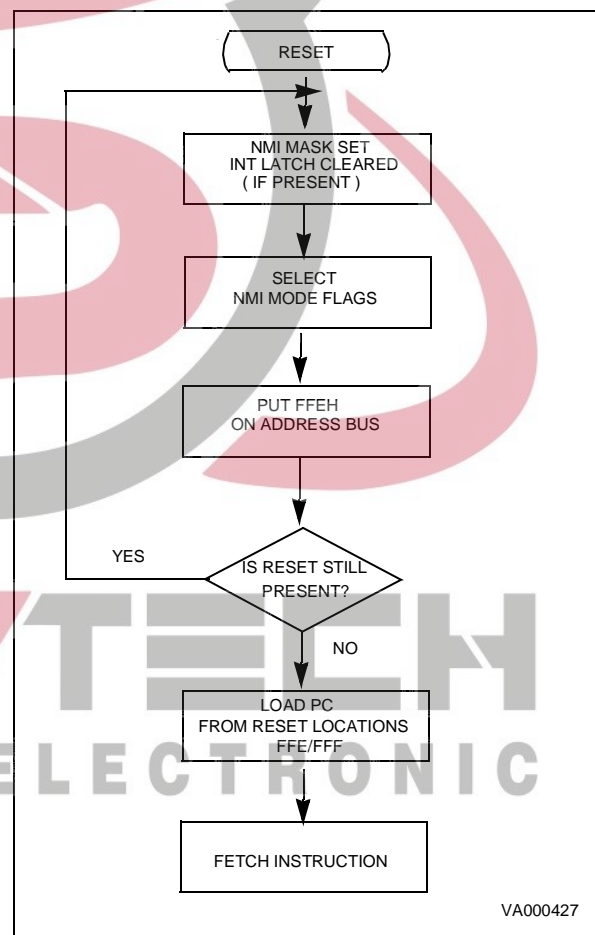 RESET
NMI MASK SET
INT LATCH CLEARED
( IF PRESENT )
SELECT
NMI MODE FLAGS
PUT FFEH
ON ADDRESS BUS
YES
IS RESET STILL
PRESENT?
NO
LOAD PC
FROM RESET LOCATIONS
FFE/FFF
FETCH INSTRUCTION
VA000427
TECH
ELECTRONIC